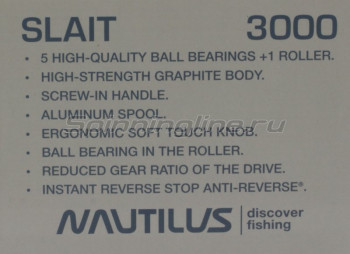 SLAIT 3000
• 5 HIGH-QUALITY BALL BEARINGS +1 ROLLER.
• HIGH-STRENGTH GRAPHITE BODY.
• SCREW-IN HANDLE.
• ALUMINUM SPOOL.
• ERGONOMIC SOFT TOUCH KNOB.
• BALL BEARING IN THE ROLLER.
• REDUCED GEAR RATIO OF THE DRIVE.
• INSTANT REVERSE STOP ANTI-REVERSE®.
NAUTILUS discover
fishing